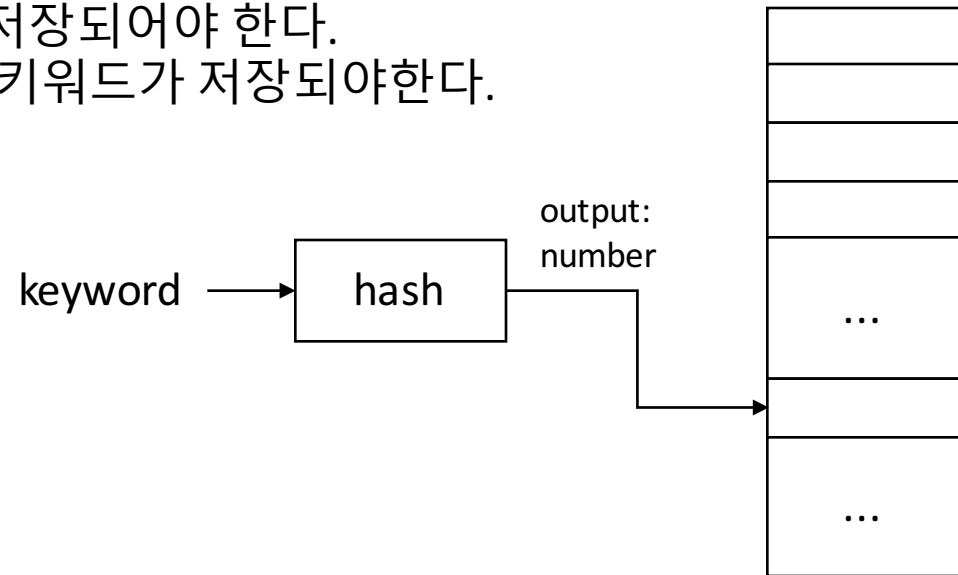 저장되어야 한다.
키워드가 저장되야한다.
output:
number
keyword
hash
...
...